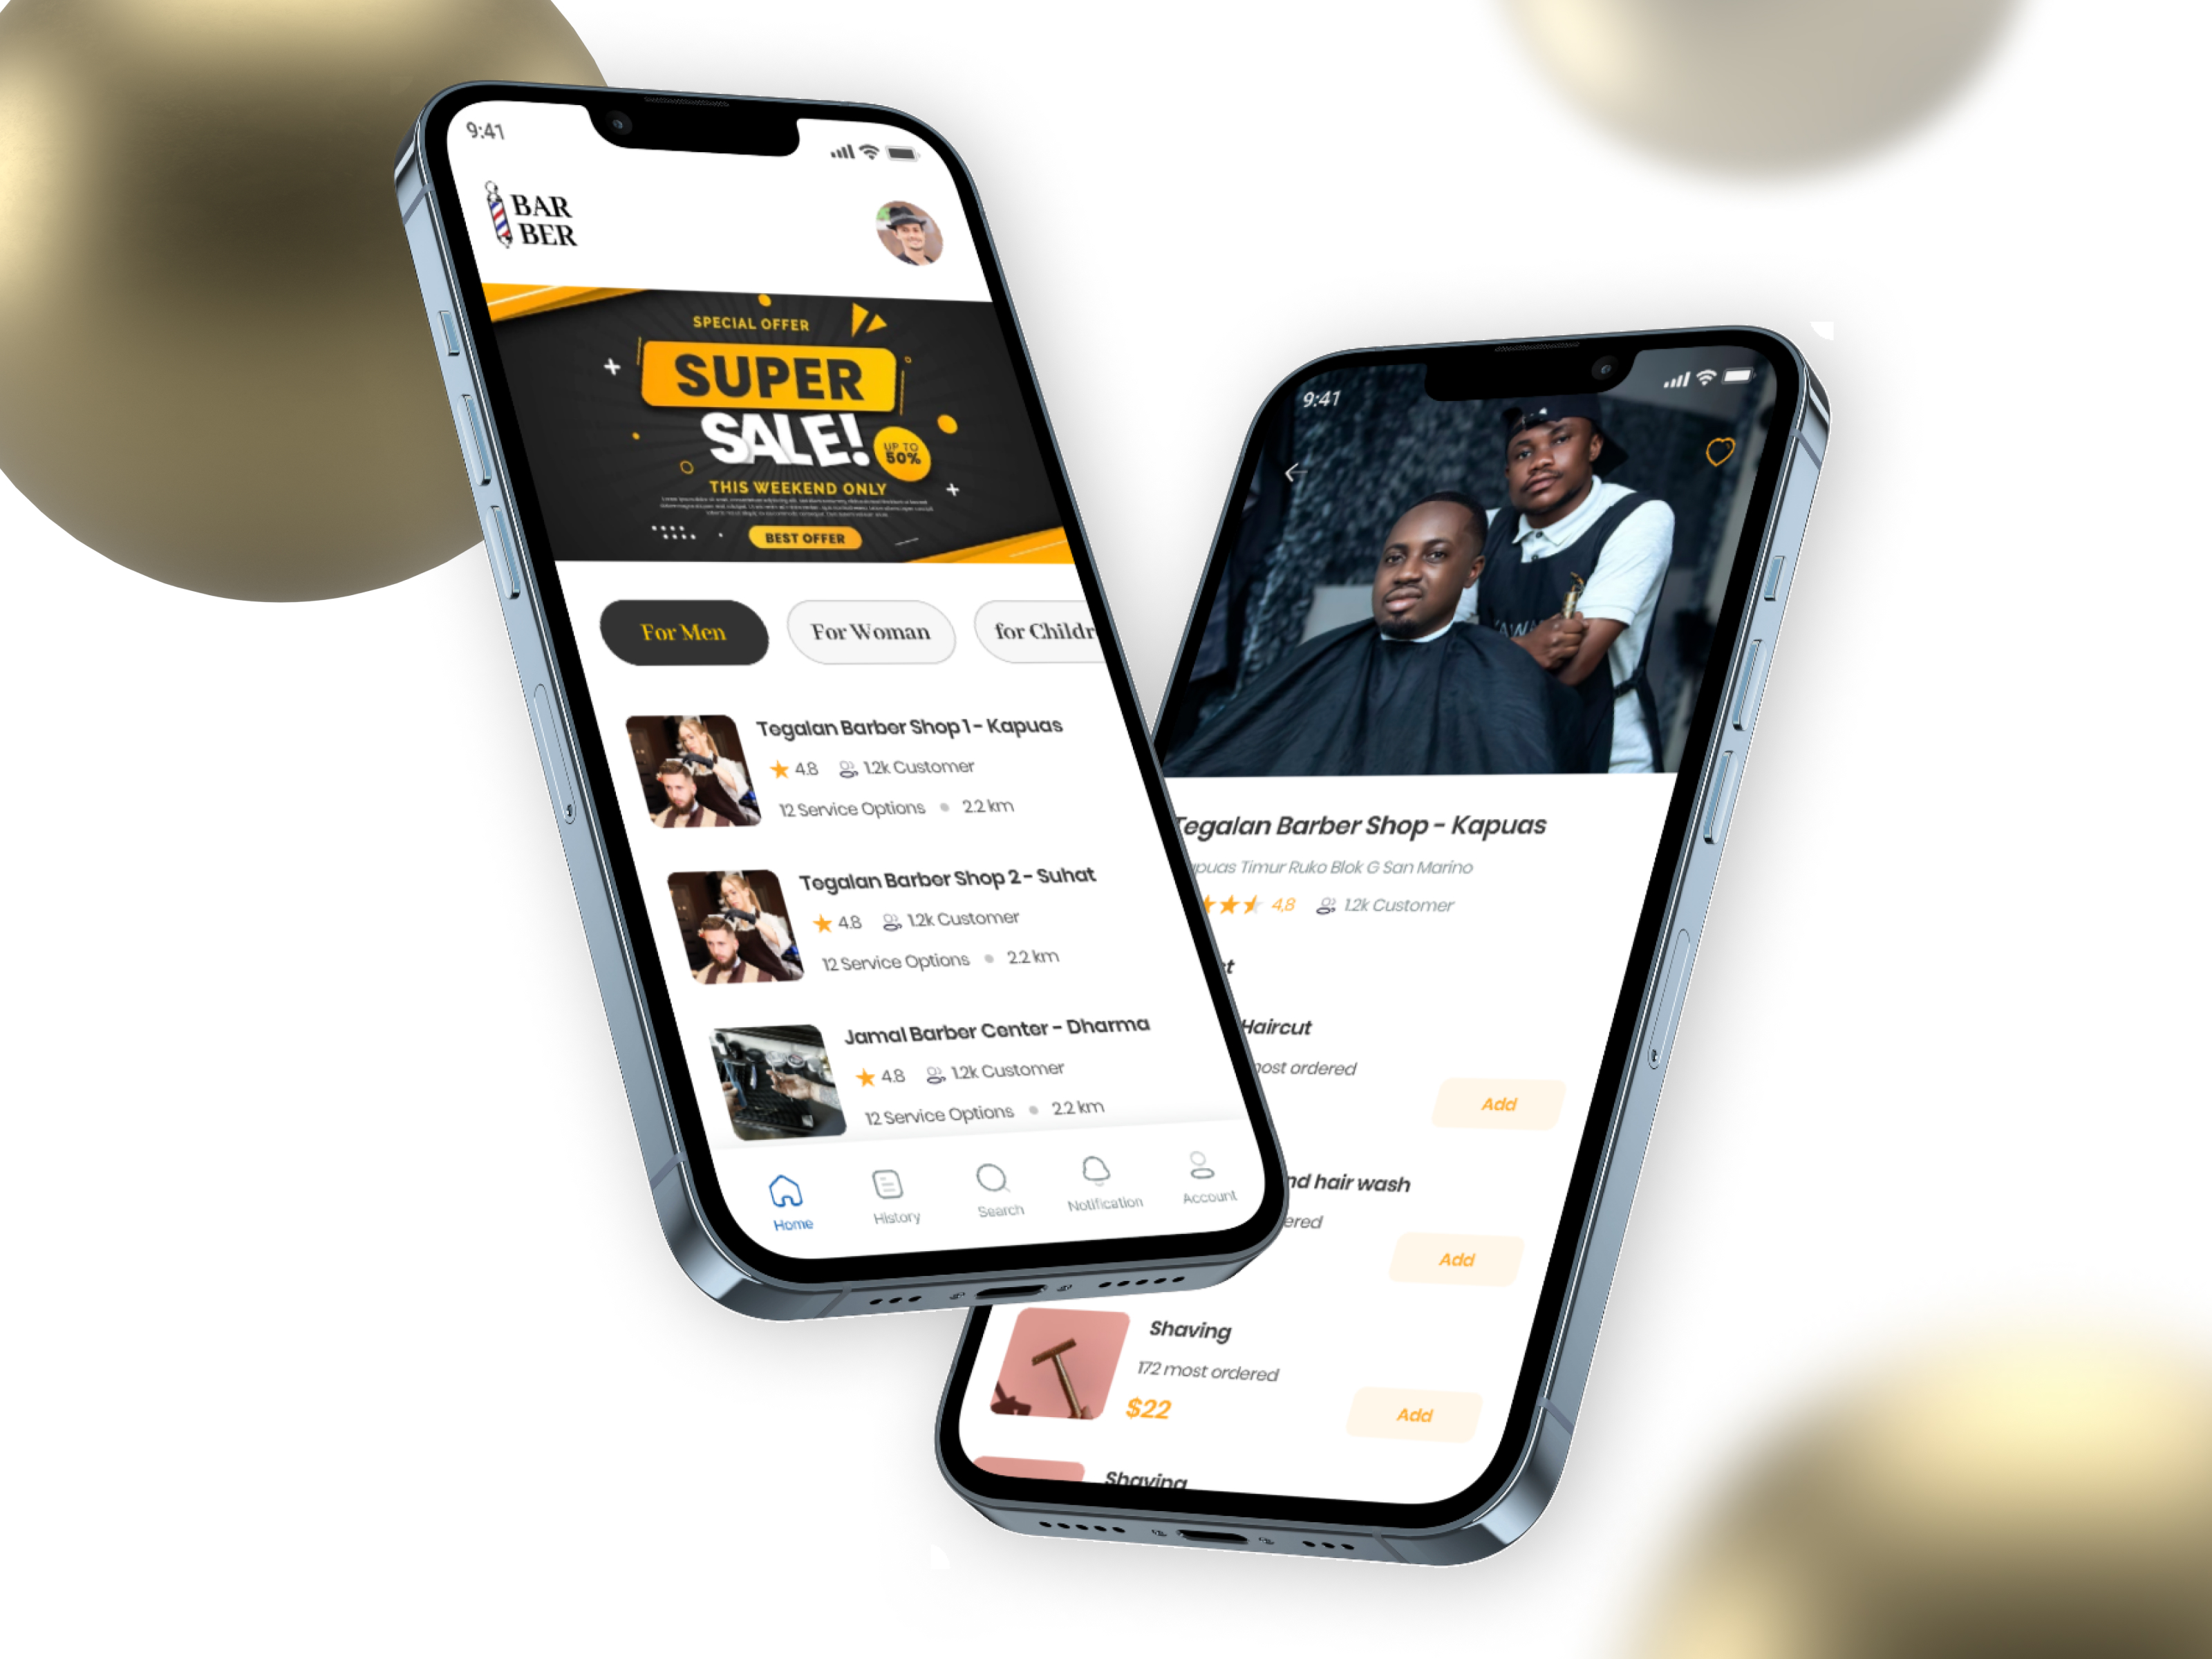 9:41
BAR
BER
SPECIAL OFFER
SUPER
SALE!
UP TO
50%
THIS WEEKEND ONLY
BEST OFFER
For Men
For Woman
for Childr
Tegalan Barber Shop 1 - Kapuas
4.8 1.2k Customer
12 Service Options 2.2 km
Tegalan Barber Shop 2 - Suhat
4.8 1.2k Customer
12 Service Options 2.2 km
Jamal Barber Center - Dharma
4.8 1.2k Customer
12 Service Options 2.2 km
Home
History
Search
Notification
Account
9:41
Tegalan Barber Shop - Kapuas
puas Timur Ruko Blok G San Marino
4,8 1.2k Customer
Haircut
most ordered
Add
nd hair wash
ered
Add
Shaving
172 most ordered
$22
Add
Shaving